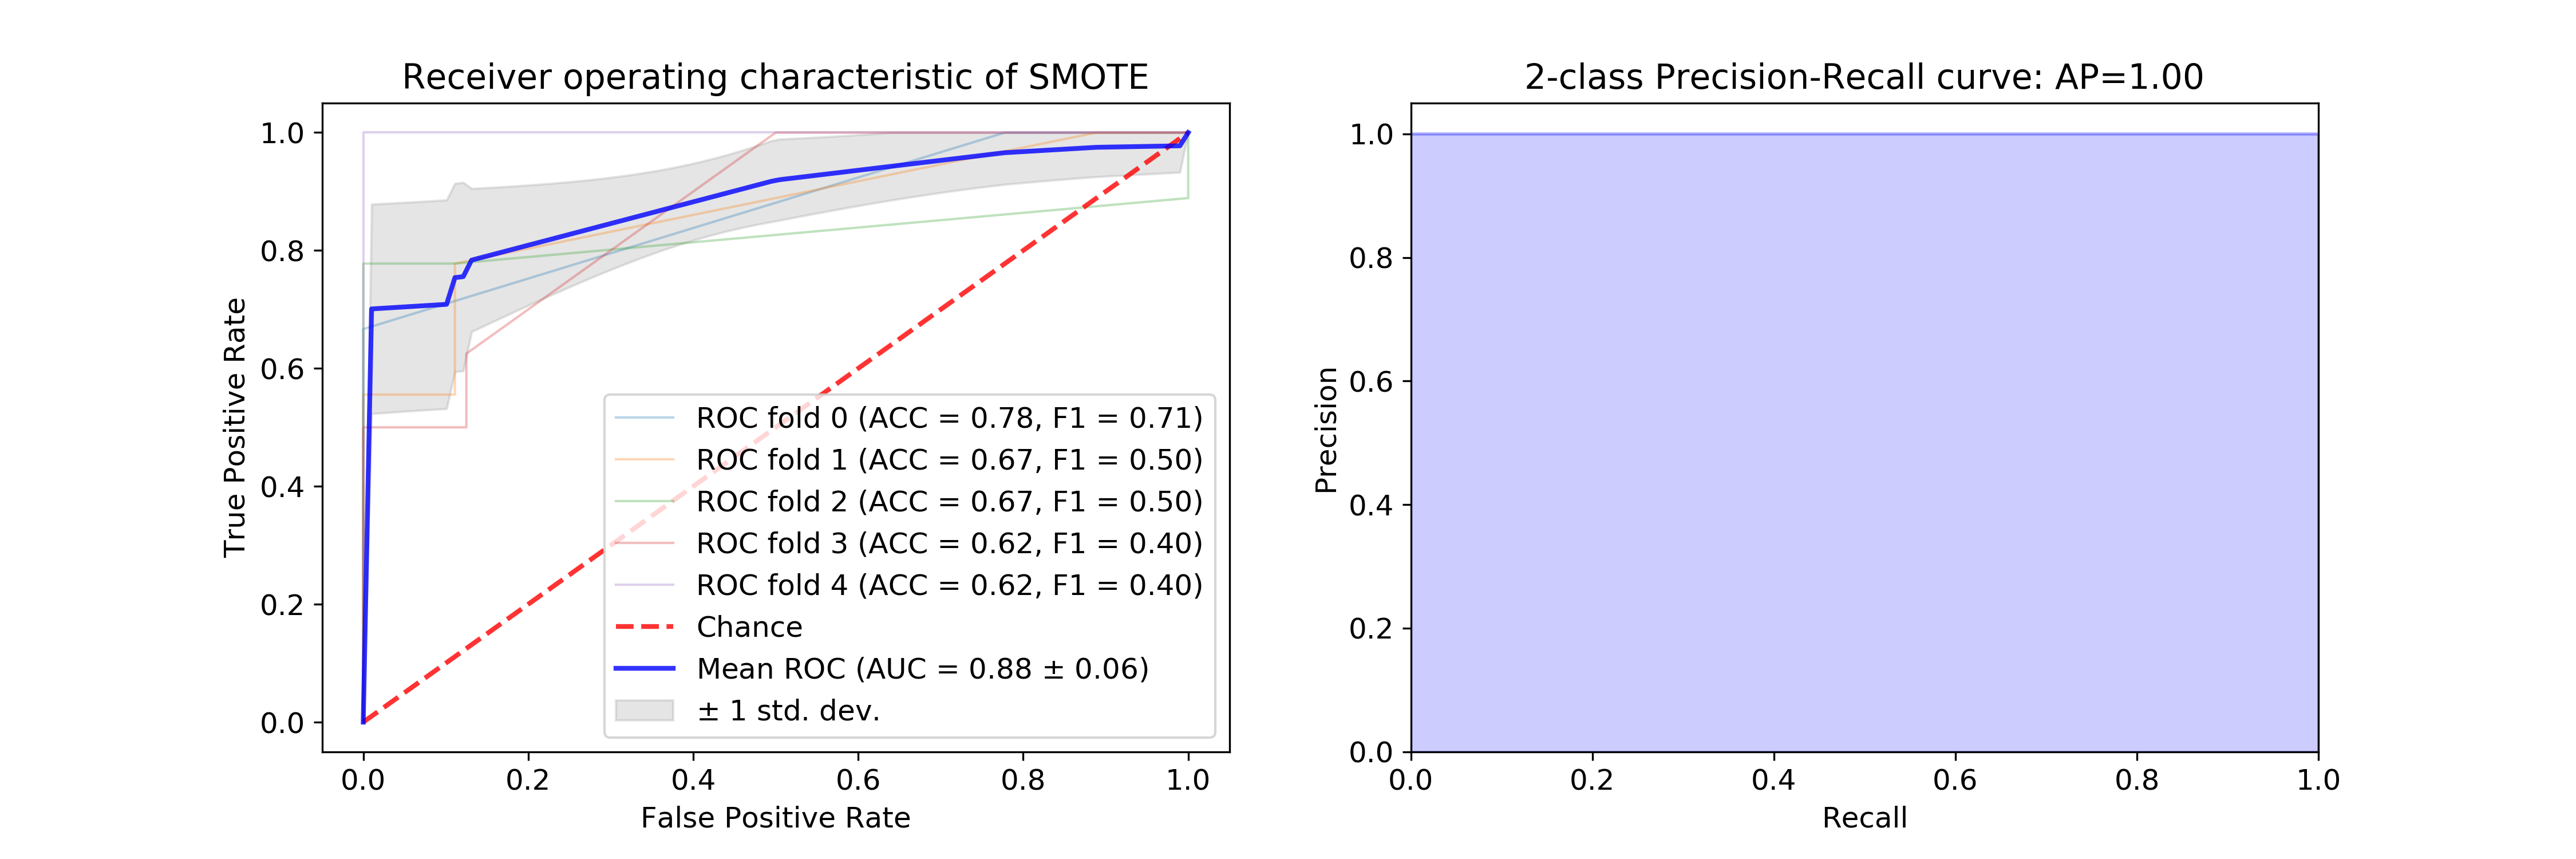 Receiver operating characteristic of SMOTE
True Positive Rate
1.0
0.8
0.6
0.4
0.2
0.0
ROC fold 0 (ACC = 0.78, F1 = 0.71)
ROC fold 1 (ACC = 0.67, F1 = 0.50)
ROC fold 2 (ACC = 0.67, F1 = 0.50)
ROC fold 3 (ACC = 0.62, F1 = 0.40)
ROC fold 4 (ACC = 0.62, F1 = 0.40)
Chance
Mean ROC (AUC = 0.88 ± 0.06)
± 1 std. dev.
0.0 0.2 0.4 0.6 0.8 1.0
False Positive Rate
2-class Precision-Recall curve: AP=1.00
Precision
1.0
0.8
0.6
0.4
0.2
0.0
0.0 0.2 0.4 0.6 0.8 1.0
Recall